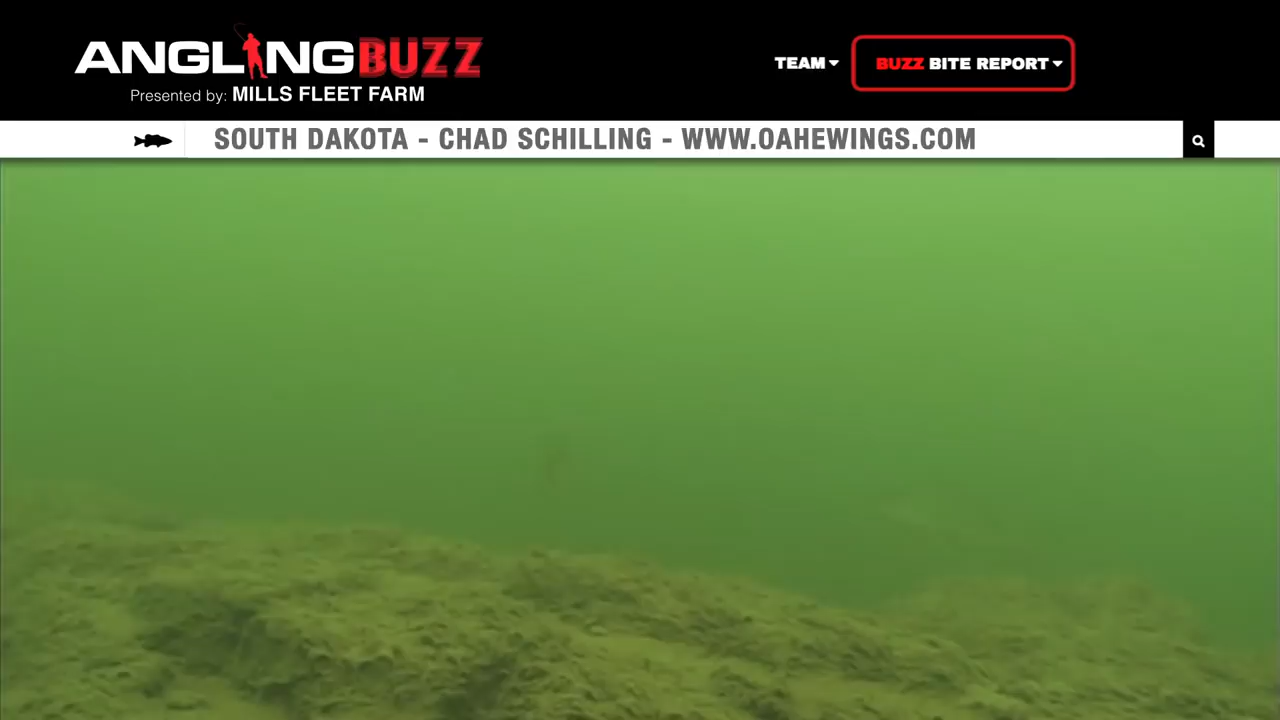 ANGLINGBUZZ
Presented by: MILLS FLEET FARM
TEAM
BUZZ BITE REPORT
SOUTH DAKOTA - CHAD SCHILLING - WWW.OAHEWINGS.COM